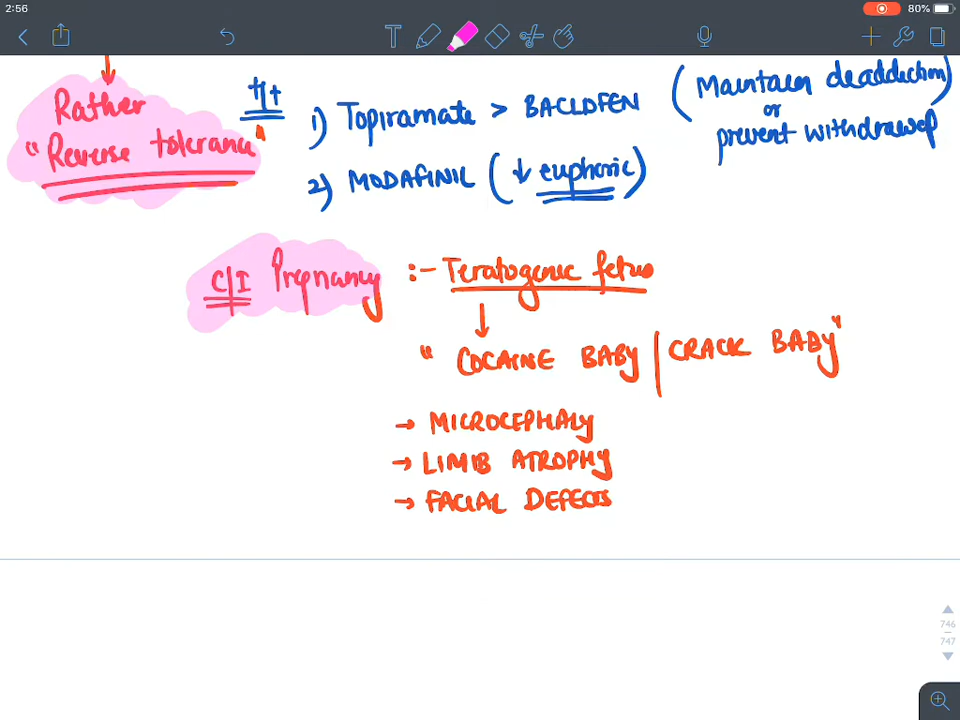 2:56
80%
T
Rather
"Reverse tolerance
ttt
1) Topiramate > BACLOFEN
(Maintain deaddiction)
or
prevent withdrawal
2) MODAFINIL (↓ euphoric)
C/I Pregnancy :- Teratogenic fetus
↓
" COCAINE BABY | CRACK BABY"
→ MICROCEPHALY
→ LIMB ATROPHY
→ FACIAL DEFECTS
746
747